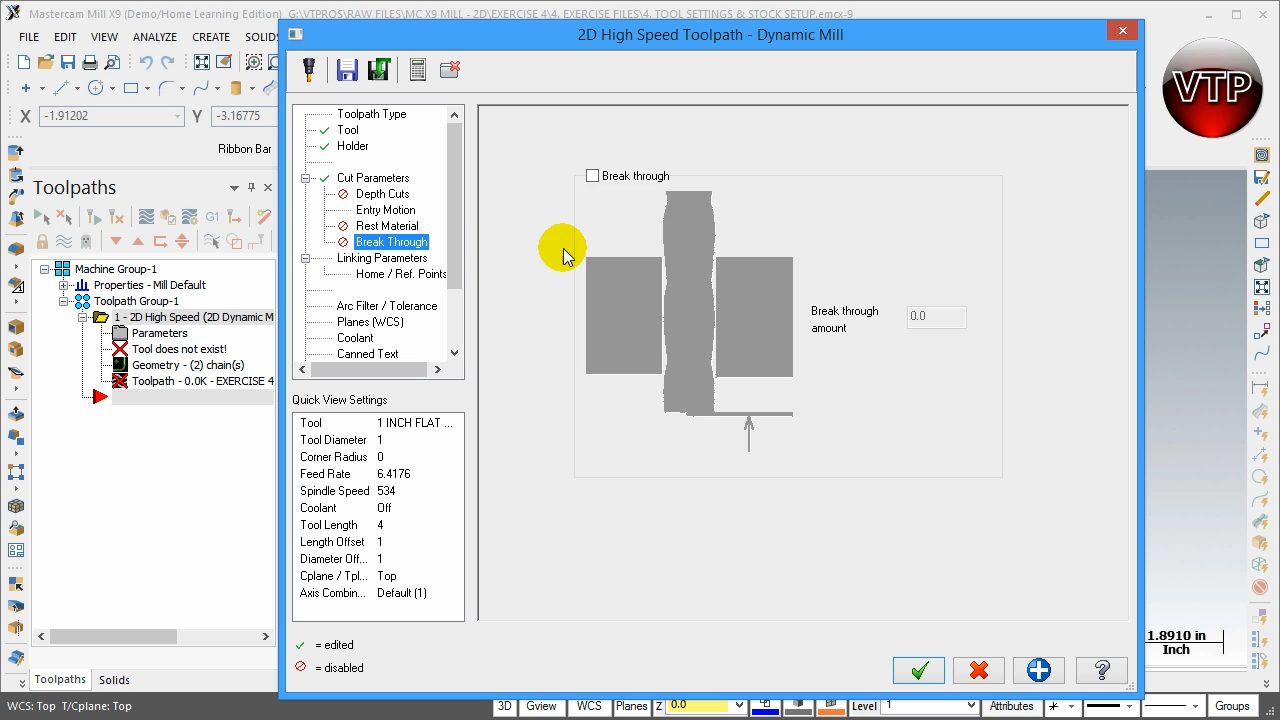 Mastercam Mill X9 (Demo/Home Learning Edition)  G:\VTPROS\RAW FILES\MC X9 MILL - 2D\EXERCISE 4\4. EXERCISE FILES\4. TOOL SETTINGS & STOCK SETUP.emcx-9
FILE EDIT VIEW ANALYZE CREATE SOLIDS
2D High Speed Toolpath - Dynamic Mill
VTP
X -1.91202 Y -3.16775
Ribbon Bar
Toolpaths
G1
Machine Group-1
Properties - Mill Default
Toolpath Group-1
1 - 2D High Speed (2D Dynamic M
Parameters
Tool does not exist!
Geometry - (2) chain(s)
Toolpath - 0.0K - EXERCISE 4
Toolpaths Solids
Toolpath Type
Tool
Holder
Cut Parameters
Depth Cuts
Entry Motion
Rest Material
Break Through
Linking Parameters
Home / Ref. Points
Arc Filter / Tolerance
Planes (WCS)
Coolant
Canned Text
Quick View Settings
Tool 1 INCH FLAT ...
Tool Diameter 1
Corner Radius 0
Feed Rate 6.4176
Spindle Speed 534
Coolant Off
Tool Length 4
Length Offset 1
Diameter Off... 1
Cplane / Tpl... Top
Axis Combin... Default (1)
= edited
= disabled
Break through
Break through
amount
0.0
1.8910 in
Inch
WCS: Top T/Cplane: Top
3D Gview WCS Planes Z 0.0 Level 1 Attributes Groups